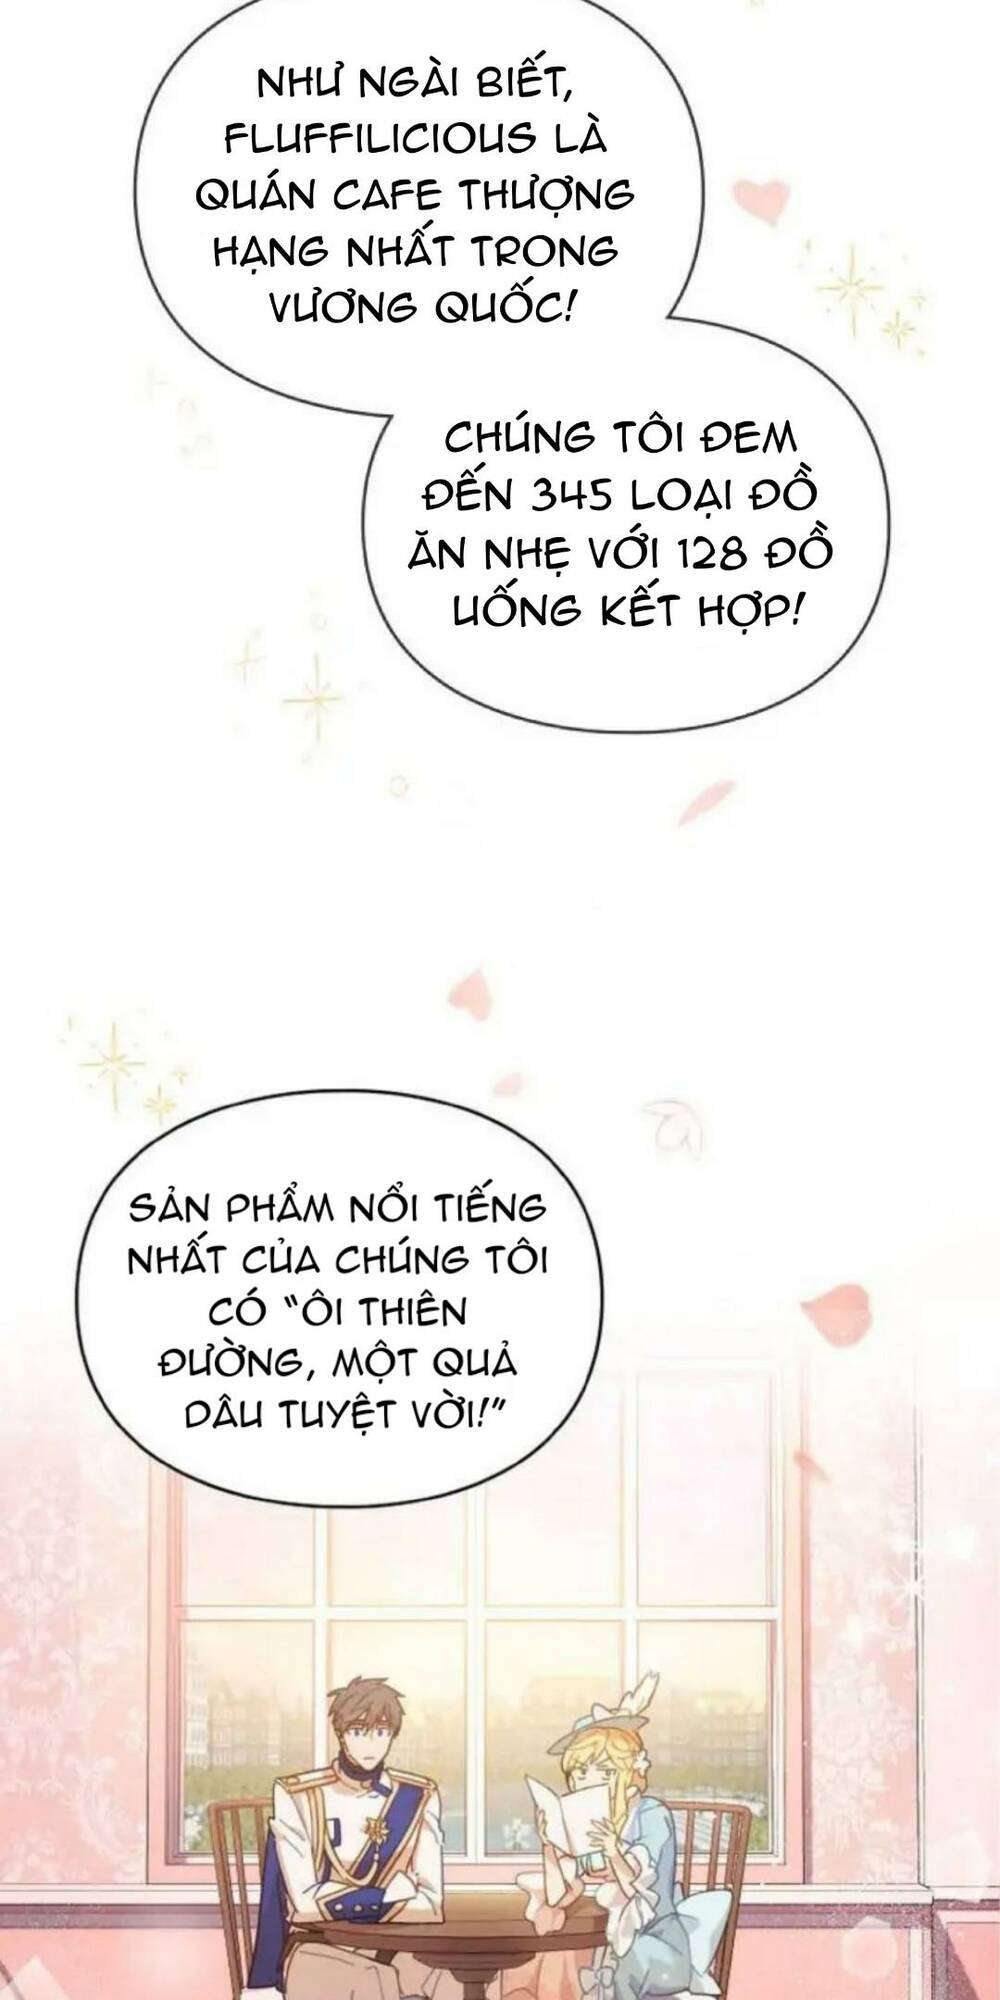 NHƯ NGÀI BIẾT,
FLUFFILICIOUS LÀ
QUÁN CAFE THƯỢNG
HẠNG NHẤT TRONG
VƯƠNG QUỐC!
CHÚNG TÔI ĐEM
ĐẾN 345 LOẠI ĐỒ
ĂN NHẸ VỚI 128 ĐỒ
UỐNG KẾT HỢP!
SẢN PHẨM NỔI TIẾNG
NHẤT CỦA CHÚNG TÔI
CÓ “ÔI THIÊN
ĐƯỜNG, MỘT QUẢ
DÂU TUYỆT VỜI!”